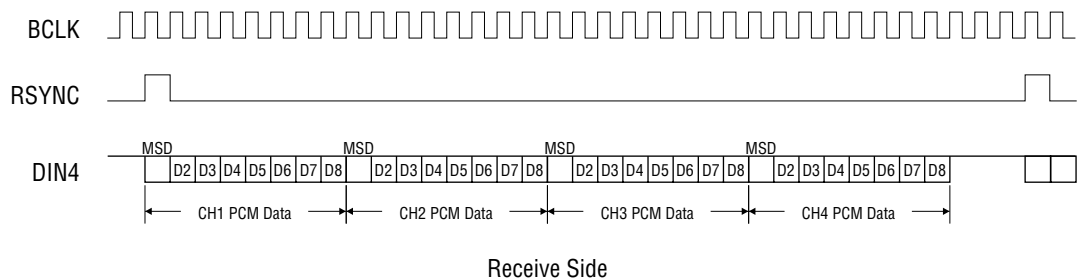 BCLK
RSYNC
MSD MSD MSD MSD
DIN4 D2 D3 D4 D5 D6 D7 D8 D2 D3 D4 D5 D6 D7 D8 D2 D3 D4 D5 D6 D7 D8 D2 D3 D4 D5 D6 D7 D8
CH1 PCM Data CH2 PCM Data CH3 PCM Data CH4 PCM Data
Receive Side